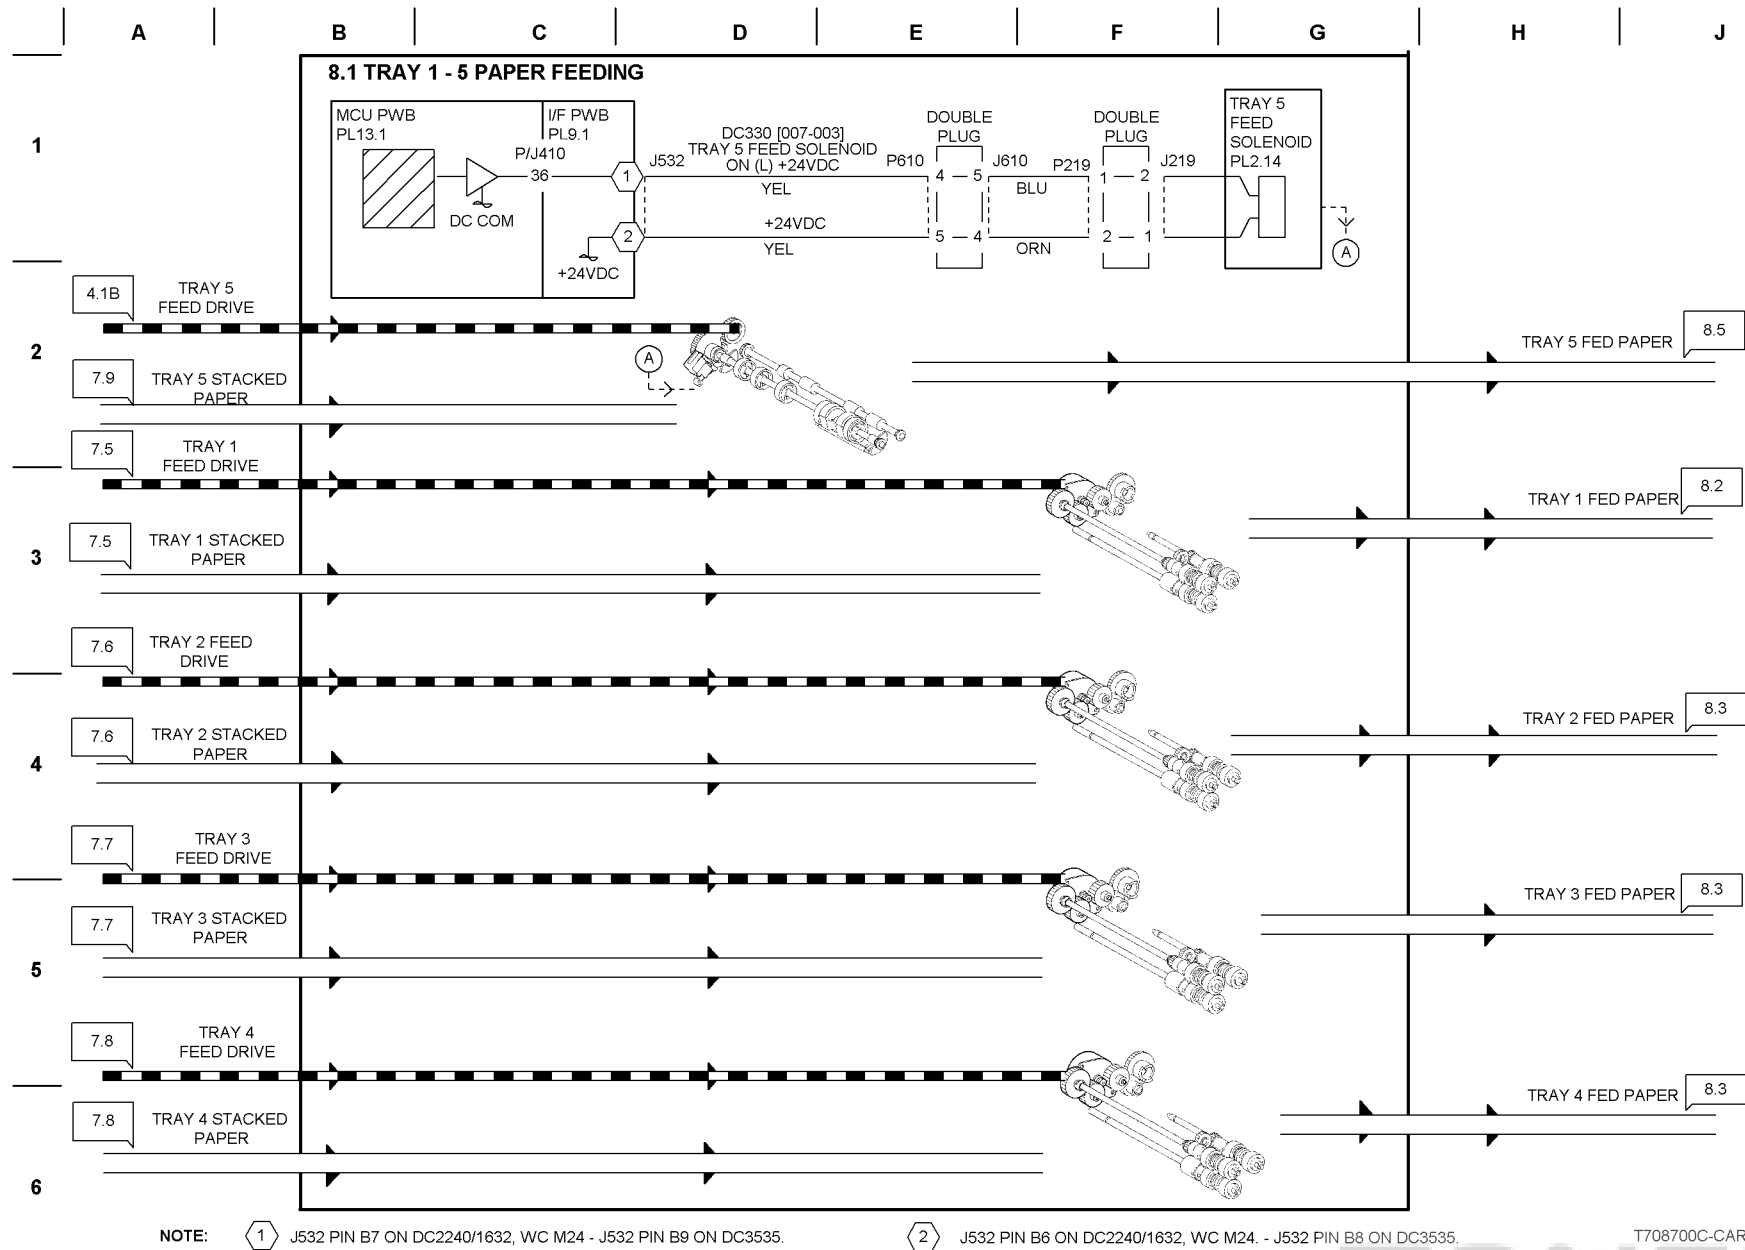 A B C D E F G H J
8.1 TRAY 1 - 5 PAPER FEEDING
1
MCU PWB
PL13.1
I/F PWB
PL9.1
P/J410
36
DC COM
+24VDC
1
2
J532
DC330 [007-003]
TRAY 5 FEED SOLENOID
ON (L) +24VDC
YEL
+24VDC
YEL
P610
DOUBLE
PLUG
J610
4 5
5 4
BLU
ORN
P219
DOUBLE
PLUG
J219
1 2
2 1
TRAY 5
FEED
SOLENOID
PL2.14
A
2
4.1B
TRAY 5
FEED DRIVE
A
TRAY 5 FED PAPER
8.5
7.9
TRAY 5 STACKED
PAPER
7.5
TRAY 1
FEED DRIVE
TRAY 1 FED PAPER
8.2
3
7.5
TRAY 1 STACKED
PAPER
7.6
TRAY 2 FEED
DRIVE
TRAY 2 FED PAPER
8.3
4
7.6
TRAY 2 STACKED
PAPER
7.7
TRAY 3
FEED DRIVE
TRAY 3 FED PAPER
8.3
5
7.7
TRAY 3 STACKED
PAPER
7.8
TRAY 4
FEED DRIVE
TRAY 4 FED PAPER
8.3
6
7.8
TRAY 4 STACKED
PAPER
NOTE: 1 J532 PIN B7 ON DC2240/1632, WC M24 - J532 PIN B9 ON DC3535. 2 J532 PIN B6 ON DC2240/1632, WC M24. - J532 PIN B8 ON DC3535.
T708700C-CAR